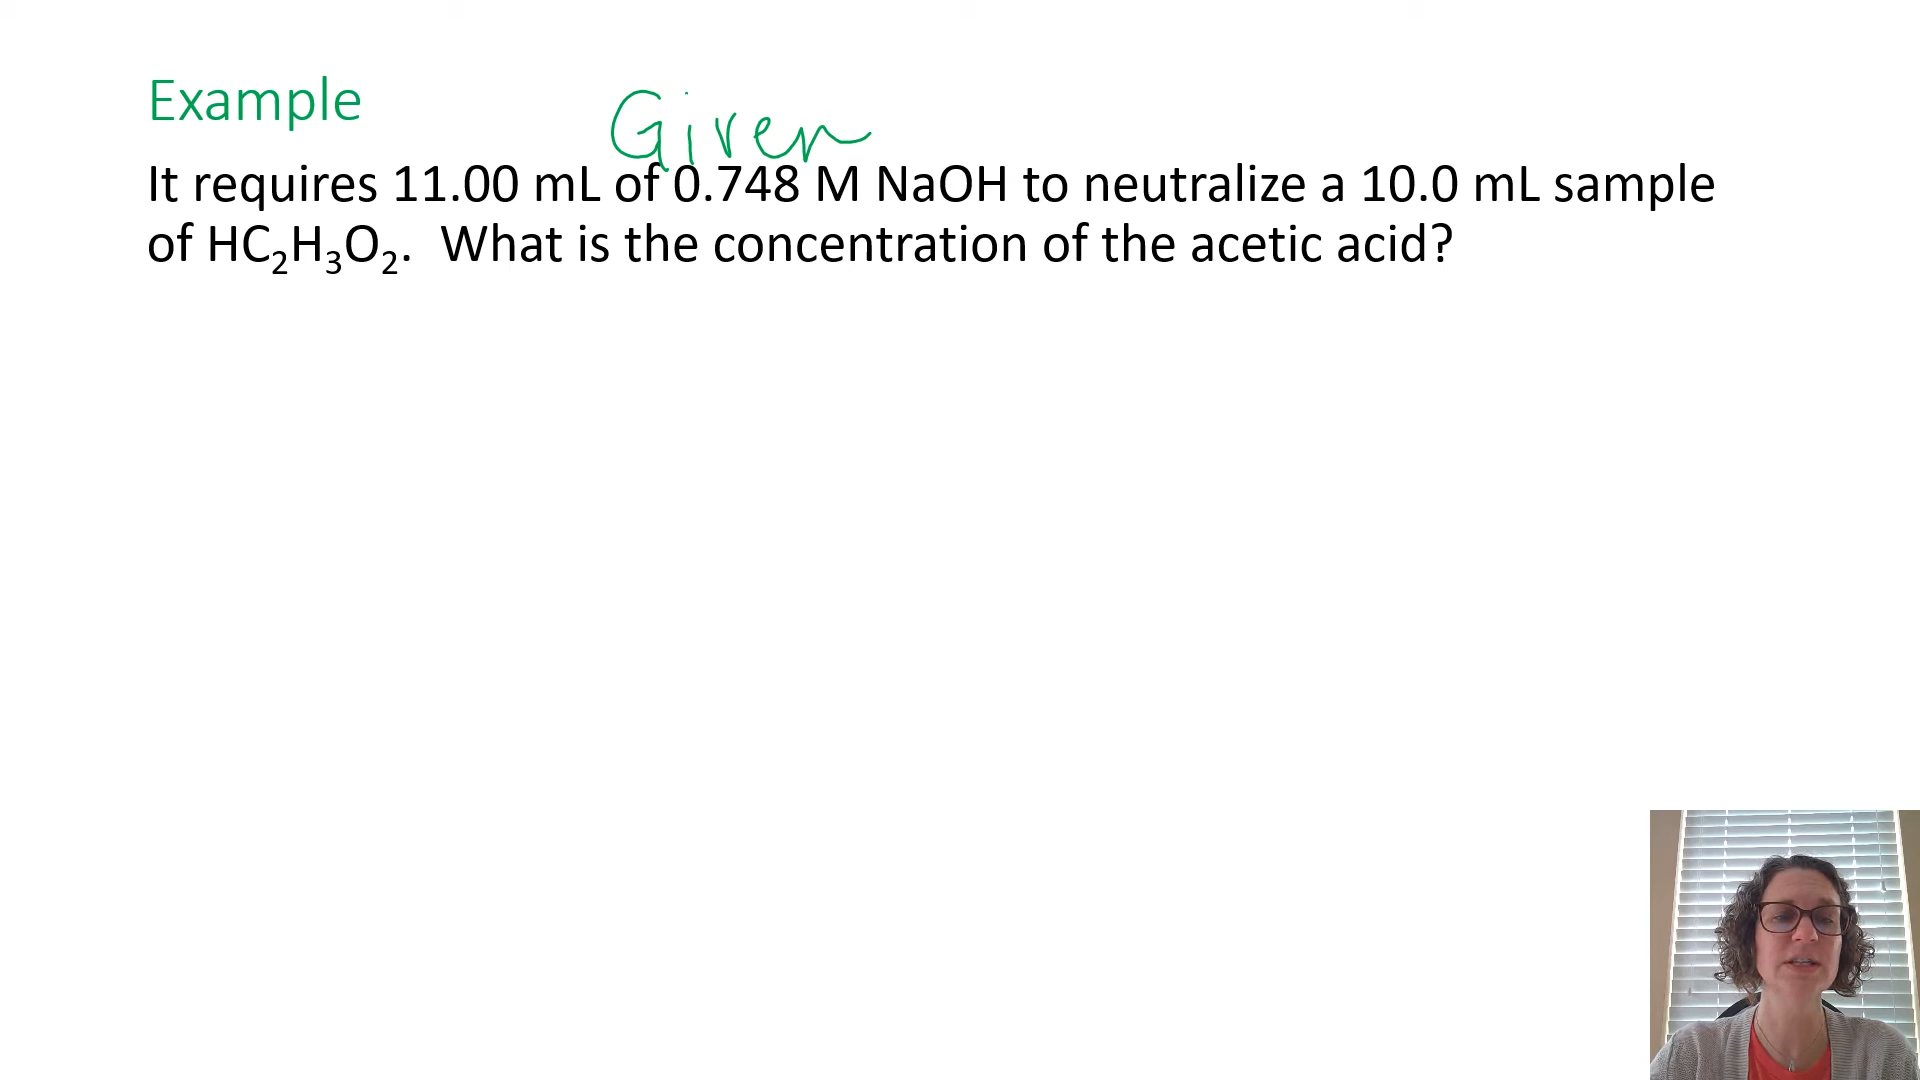 Example
Given
It requires 11.00 mL of 0.748 M NaOH to neutralize a 10.0 mL sample
of HC₂H₃O₂.  What is the concentration of the acetic acid?